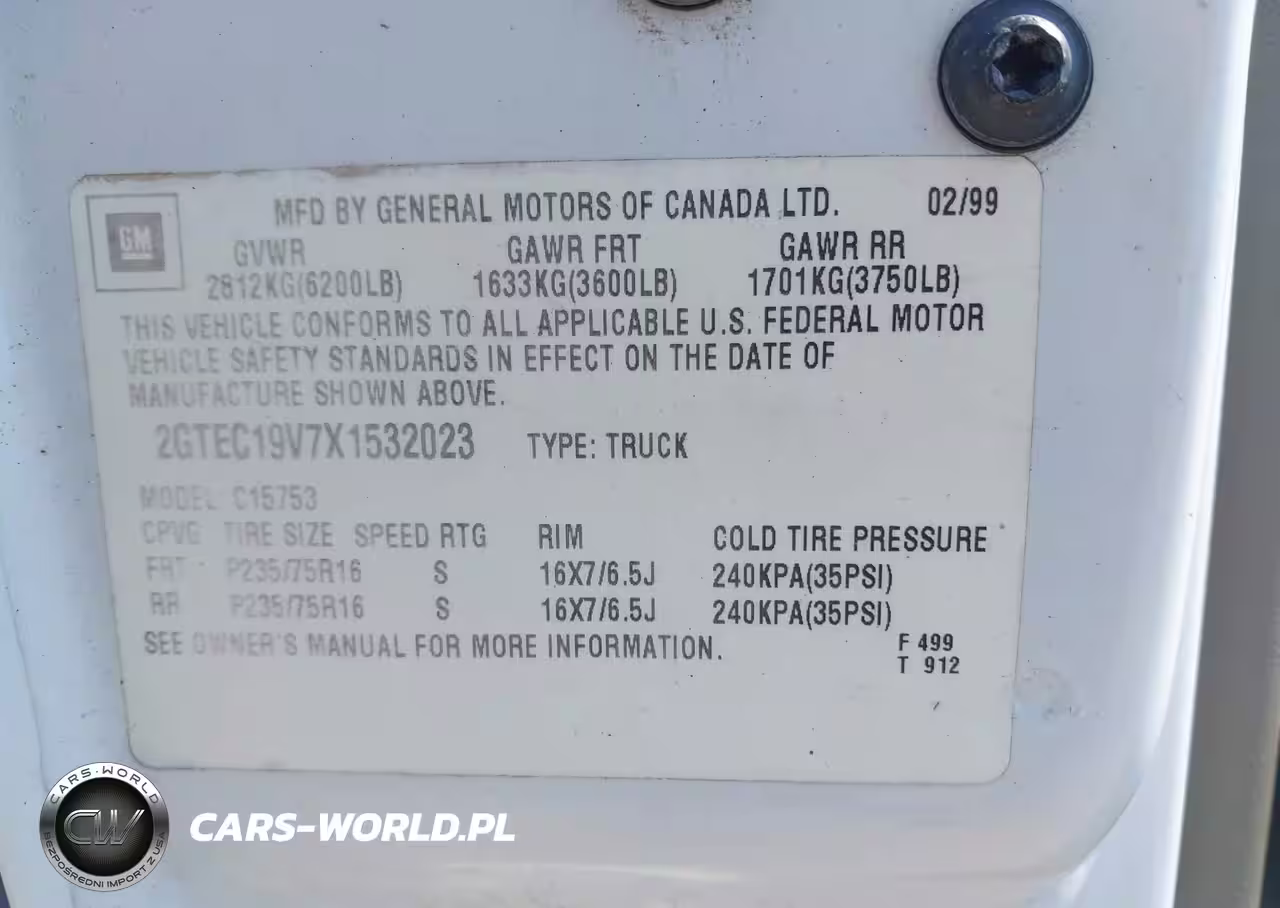 MFD BY GENERAL MOTORS OF CANADA LTD. 02/99
GM
GVWR GAWR FRT GAWR RR
2812KG(6200LB) 1633KG(3600LB) 1701KG(3750LB)
THIS VEHICLE CONFORMS TO ALL APPLICABLE U.S. FEDERAL MOTOR
VEHICLE SAFETY STANDARDS IN EFFECT ON THE DATE OF
MANUFACTURE SHOWN ABOVE.
2GTEC19V7X1532023 TYPE: TRUCK
MODEL: C15753
CPVG TIRE SIZE SPEED RTG RIM COLD TIRE PRESSURE
FRT P235/75R16 S 16X7/6.5J 240KPA(35PSI)
RR P235/75R16 S 16X7/6.5J 240KPA(35PSI)
SEE OWNER'S MANUAL FOR MORE INFORMATION.
F 499
T 912
CARS-WORLD
CW
BEZPOŚREDNI IMPORT Z USA
CARS-WORLD.PL